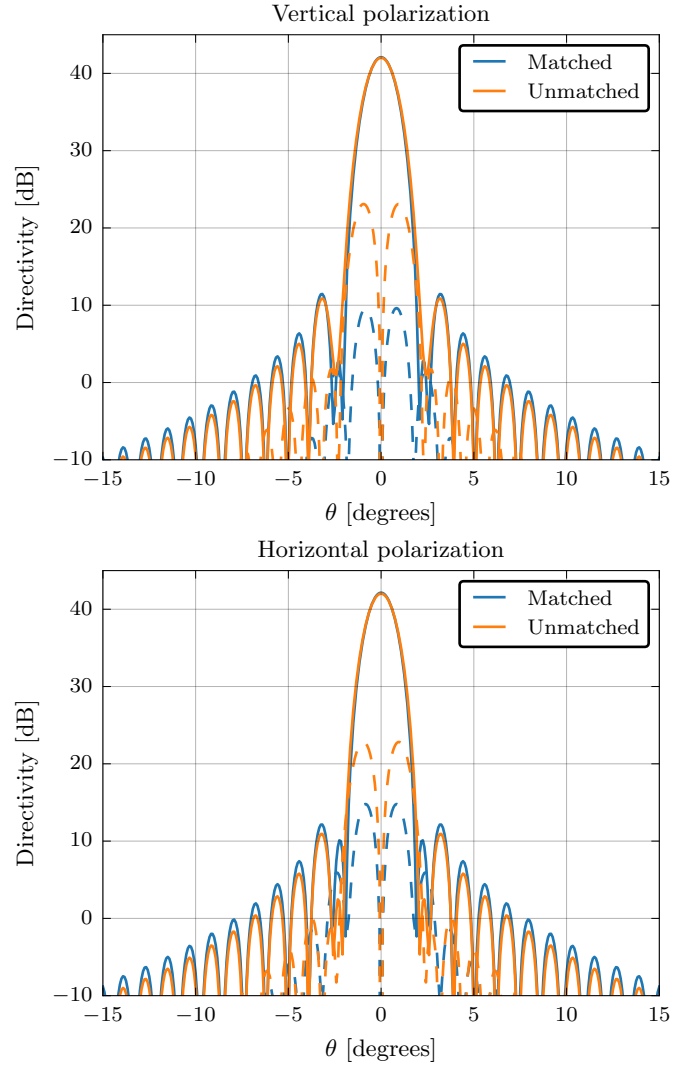 Vertical polarization
Matched
Unmatched
Directivity [dB]
40
30
20
10
0
−10
−15 −10 −5 0 5 10 15
θ [degrees]
Horizontal polarization
Matched
Unmatched
Directivity [dB]
40
30
20
10
0
−10
−15 −10 −5 0 5 10 15
θ [degrees]